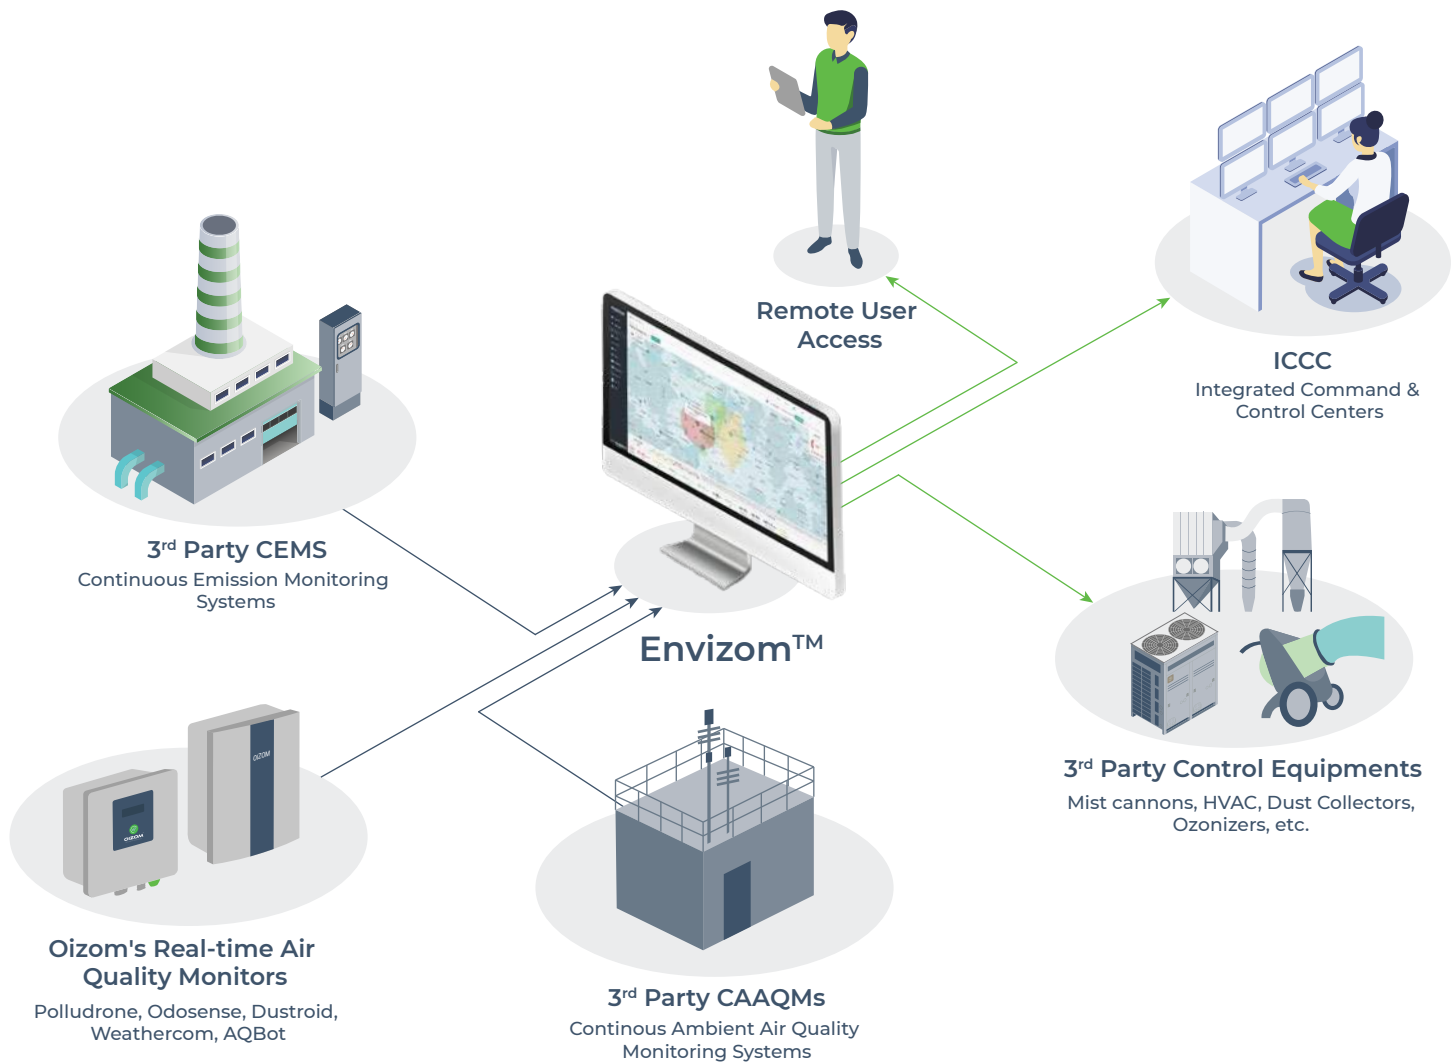 Remote User
Access
ICCC
Integrated Command &
Control Centers
3rd Party CEMS
Continuous Emission Monitoring
Systems
Envizom™
OIZOM
OIZOM
3rd Party Control Equipments
Mist cannons, HVAC, Dust Collectors,
Ozonizers, etc.
Oizom's Real-time Air
Quality Monitors
Polludrone, Odosense, Dustroid,
Weathercom, AQBot
3rd Party CAAQMs
Continous Ambient Air Quality
Monitoring Systems